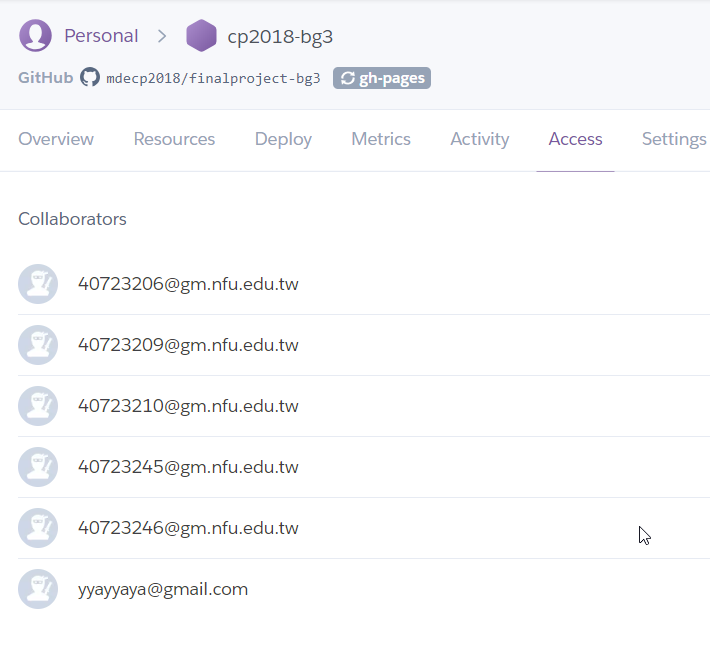 Personal > cp2018-bg3
GitHub mdecp2018/finalproject-bg3 gh-pages
Overview Resources Deploy Metrics Activity Access Settings
Collaborators
40723206@gm.nfu.edu.tw
40723209@gm.nfu.edu.tw
40723210@gm.nfu.edu.tw
40723245@gm.nfu.edu.tw
40723246@gm.nfu.edu.tw
yyayyaya@gmail.com